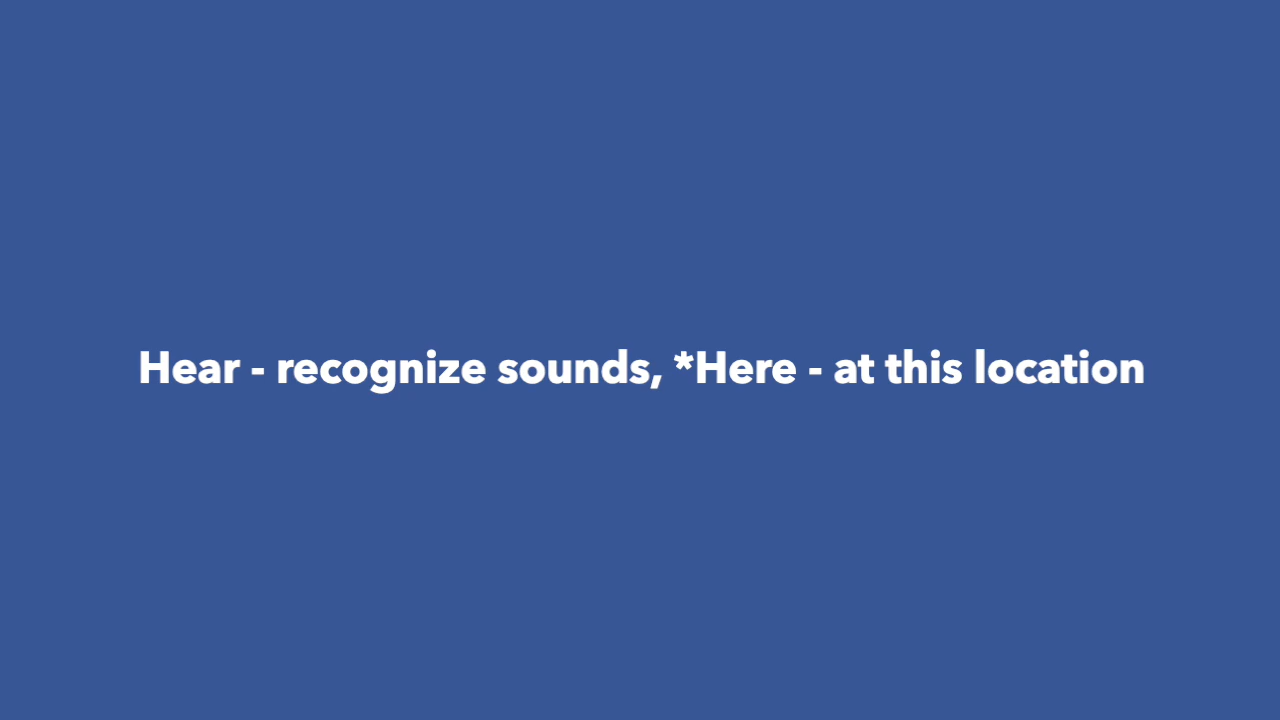 Hear - recognize sounds, *Here - at this location